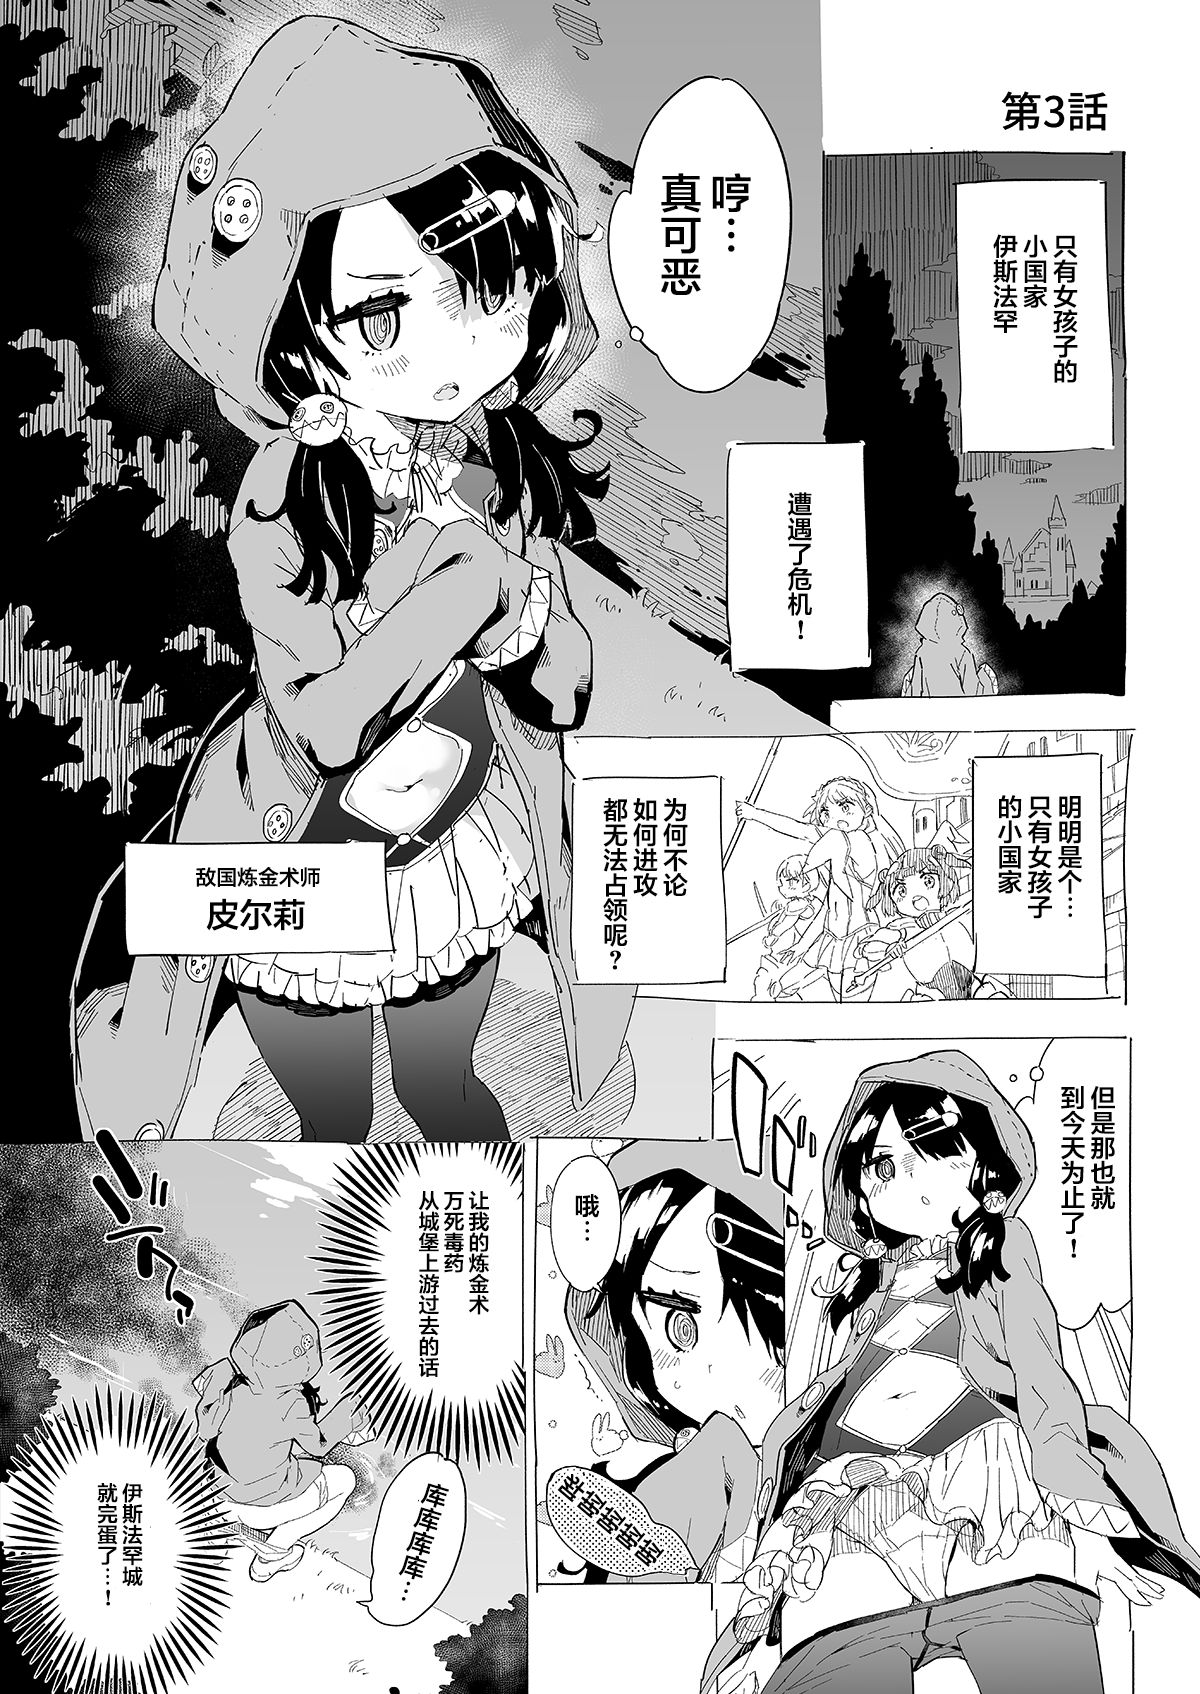 第3話
只有女孩子的
小国家
伊斯法罕
遭遇了危机！
哼…
真可恶
敌国炼金术师
皮尔莉
明明是个…
只有女孩子
的小国家
为何不论
如何进攻
都无法占领呢？
但是那也就
到今天为止了！
哦…
让我的炼金术
万死毒药
从城堡上游过去的话
库库库库…
伊斯法罕城
就完蛋了…！